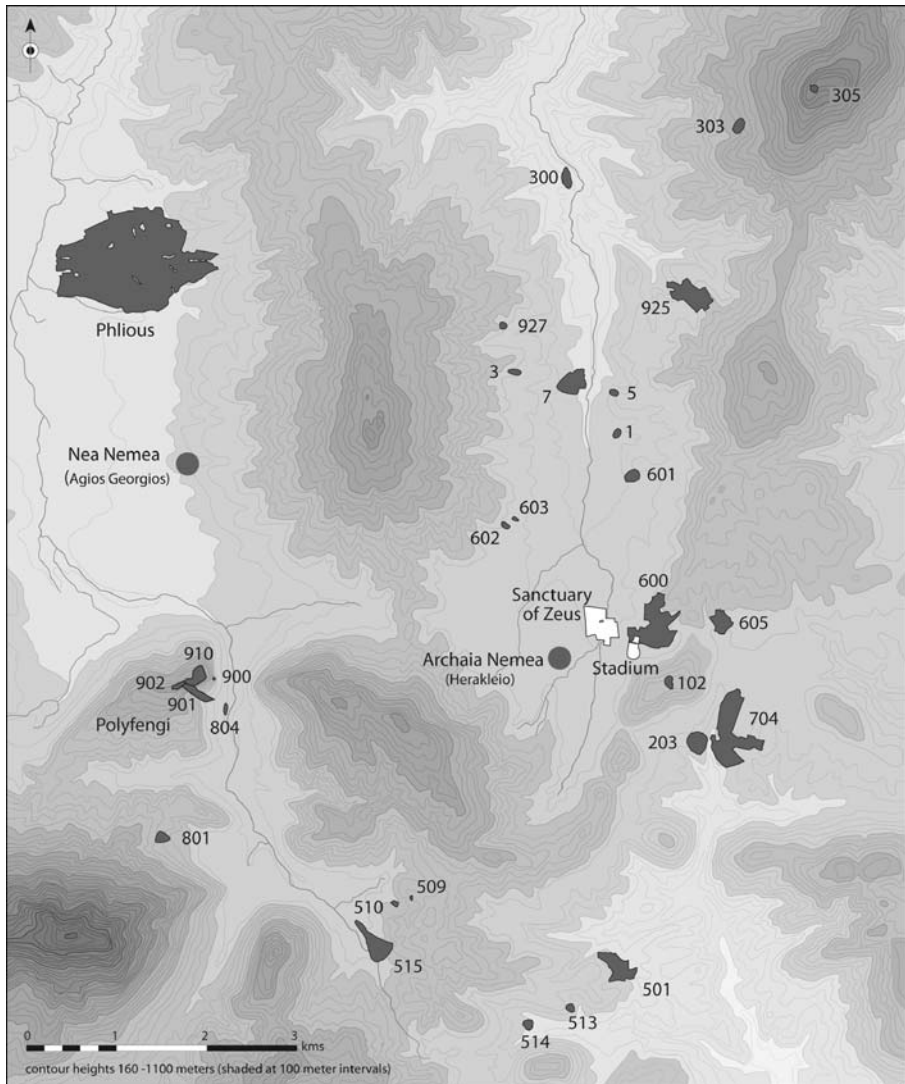 305
303
300
925
Phlious
927
3
7
5
1
Nea Nemea
(Agios Georgios)
601
603
602
600
Sanctuary
of Zeus
605
Archaia Nemea
(Herakleio)
Stadium
910
900
902
102
901
Polyfengi
804
704
203
801
509
510
515
501
513
514
0 1 2 3
kms
contour heights 160 -1100 meters (shaded at 100 meter intervals)